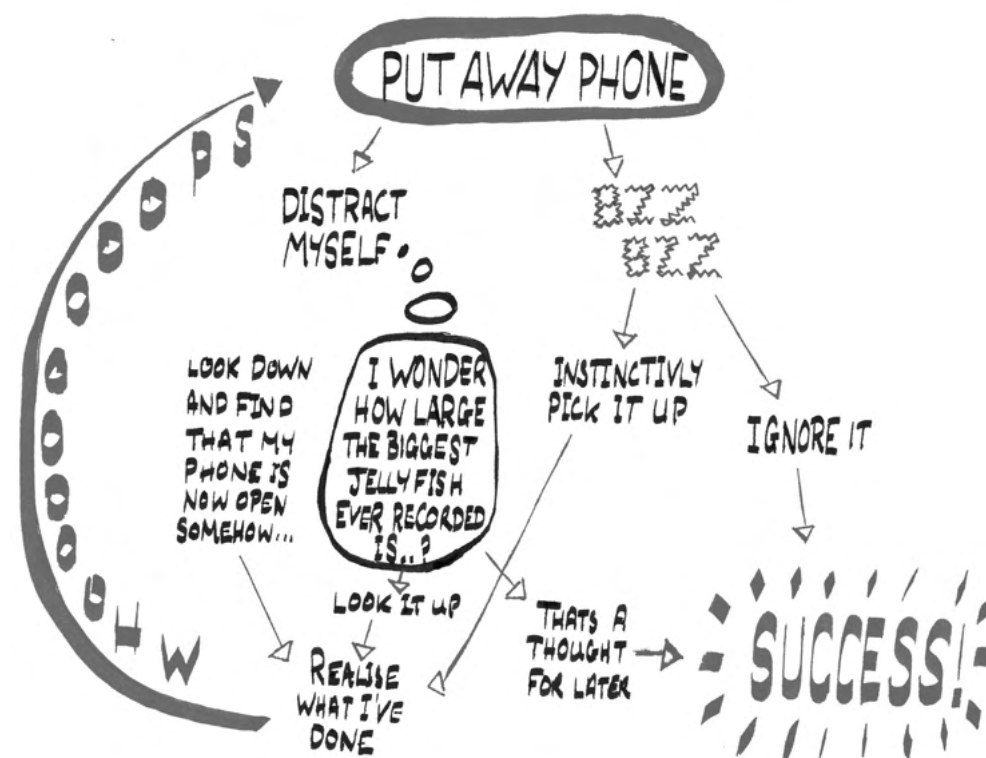 PUT AWAY PHONE
DISTRACT
MYSELF
BZZ
BZZ
LOOK DOWN
AND FIND
THAT MY
PHONE IS
NOW OPEN
SOMEHOW...
I WONDER
HOW LARGE
THE BIGGEST
JELLY FISH
EVER RECORDED
IS..?
INSTINCTIVLY
PICK IT UP
IGNORE IT
LOOK IT UP
THATS A
THOUGHT
FOR LATER
SUCCESS!
REALISE
WHAT I'VE
DONE
WHOOOOOOOOPS